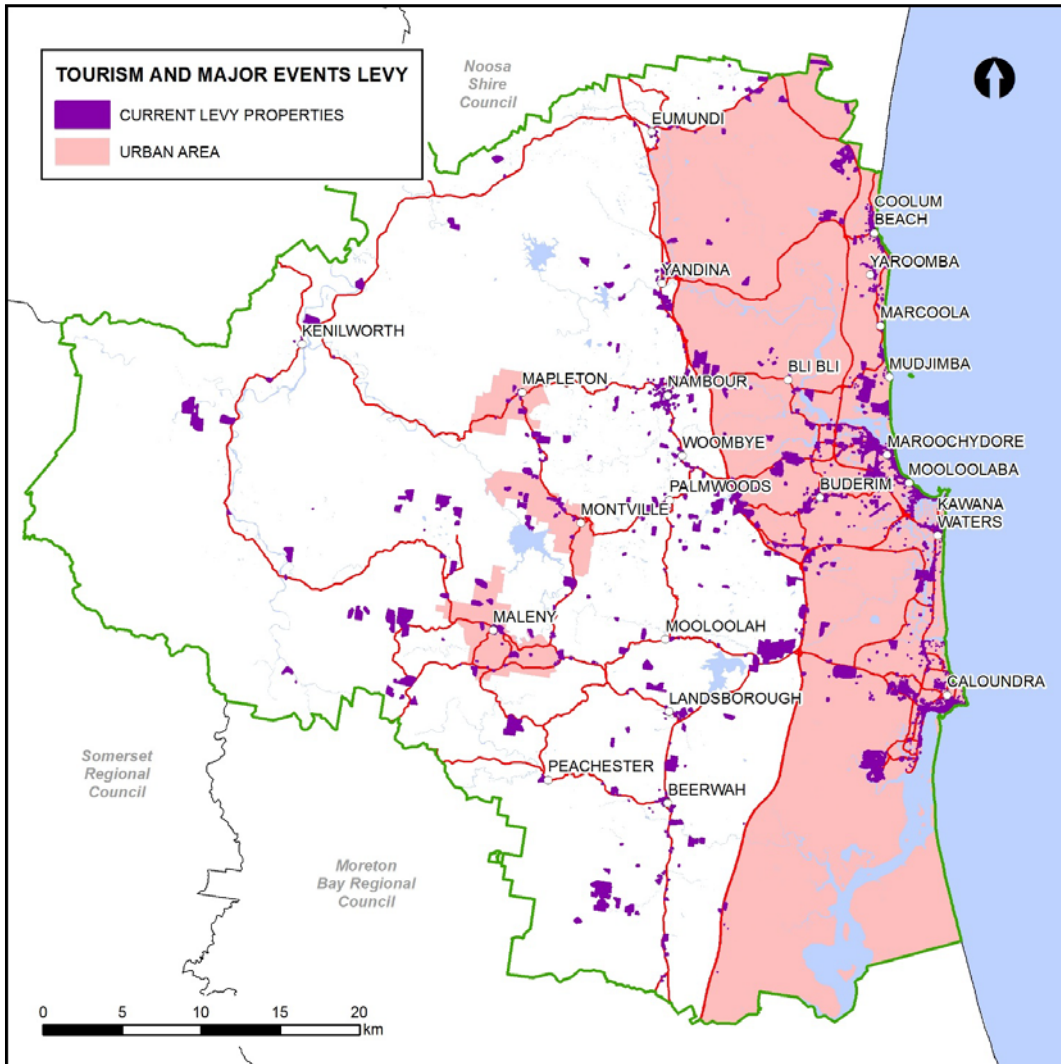 TOURISM AND MAJOR EVENTS LEVY
CURRENT LEVY PROPERTIES
URBAN AREA
Noosa
Shire
Council
EUMUNDI
COOLUM
BEACH
YAROOMBA
YANDINA
MARCOOLA
KENILWORTH
MUDJIMBA
BLI BLI
MAPLETON
NAMBOUR
MAROOCHYDORE
WOOMBYE
MOOLOOLABA
PALMWOODS
BUDERIM
KAWANA
WATERS
MONTVILLE
MALENY
MOOLOOLAH
CALOUNDRA
LANDSBOROUGH
Somerset
Regional
Council
PEACHESTER
BEERWAH
Moreton
Bay Regional
Council
0 5 10 15 20
km